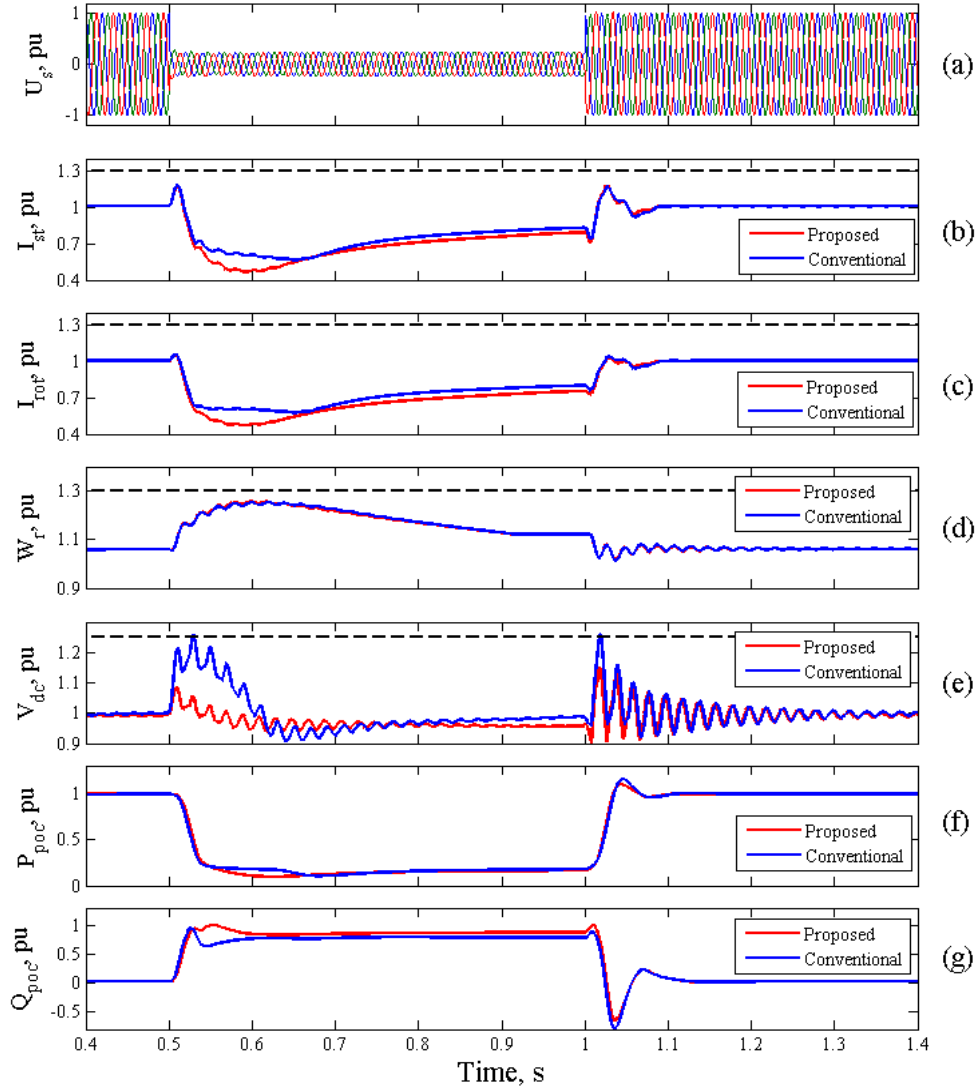 1
0
-1
U_s, pu
(a)
1.3
1
0.7
0.4
I_st, pu
Proposed
Conventional
(b)
1.3
1
0.7
0.4
I_rot, pu
Proposed
Conventional
(c)
1.3
1.1
0.9
W_r, pu
Proposed
Conventional
(d)
1.2
1.1
1
0.9
V_dc, pu
Proposed
Conventional
(e)
1
0.5
0
P_poc, pu
Proposed
Conventional
(f)
1
0.5
0
-0.5
Q_poc, pu
Proposed
Conventional
(g)
0.4 0.5 0.6 0.7 0.8 0.9 1 1.1 1.2 1.3 1.4
Time, s